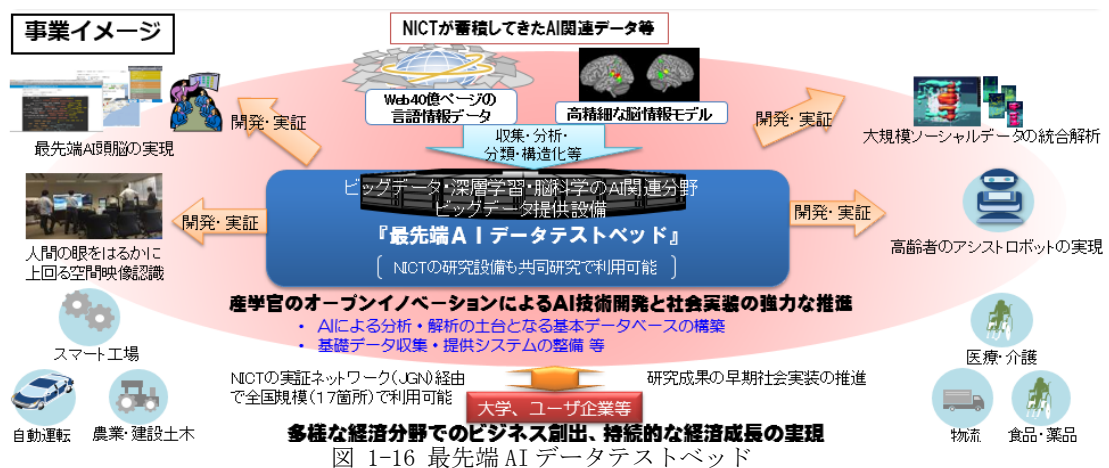 事業イメージ
NICTが蓄積してきたAI関連データ等
Web40億ページの
言語情報データ
高精細な脳情報モデル
収集・分析・
分類・構造化等
開発・実証
最先端AI頭脳の実現
開発・実証
大規模ソーシャルデータの統合解析
ビッグデータ・深層学習・脳科学のAI関連分野
ビッグデータ提供設備
『最先端AIデータテストベッド』
〔 NICTの研究設備も共同研究で利用可能 〕
開発・実証
人間の眼をはるかに
上回る空間映像認識
開発・実証
高齢者のアシストロボットの実現
産学官のオープンイノベーションによるAI技術開発と社会実装の強力な推進
・ AIによる分析・解析の土台となる基本データベースの構築
・ 基礎データ収集・提供システムの整備 等
スマート工場
医療・介護
NICTの実証ネットワーク(JGN)経由
で全国規模(17箇所)で利用可能
研究成果の早期社会実装の推進
大学、ユーザ企業等
自動運転
農業・建設土木
物流
食品・薬品
多様な経済分野でのビジネス創出、持続的な経済成長の実現
図 1-16 最先端 AI データテストベッド